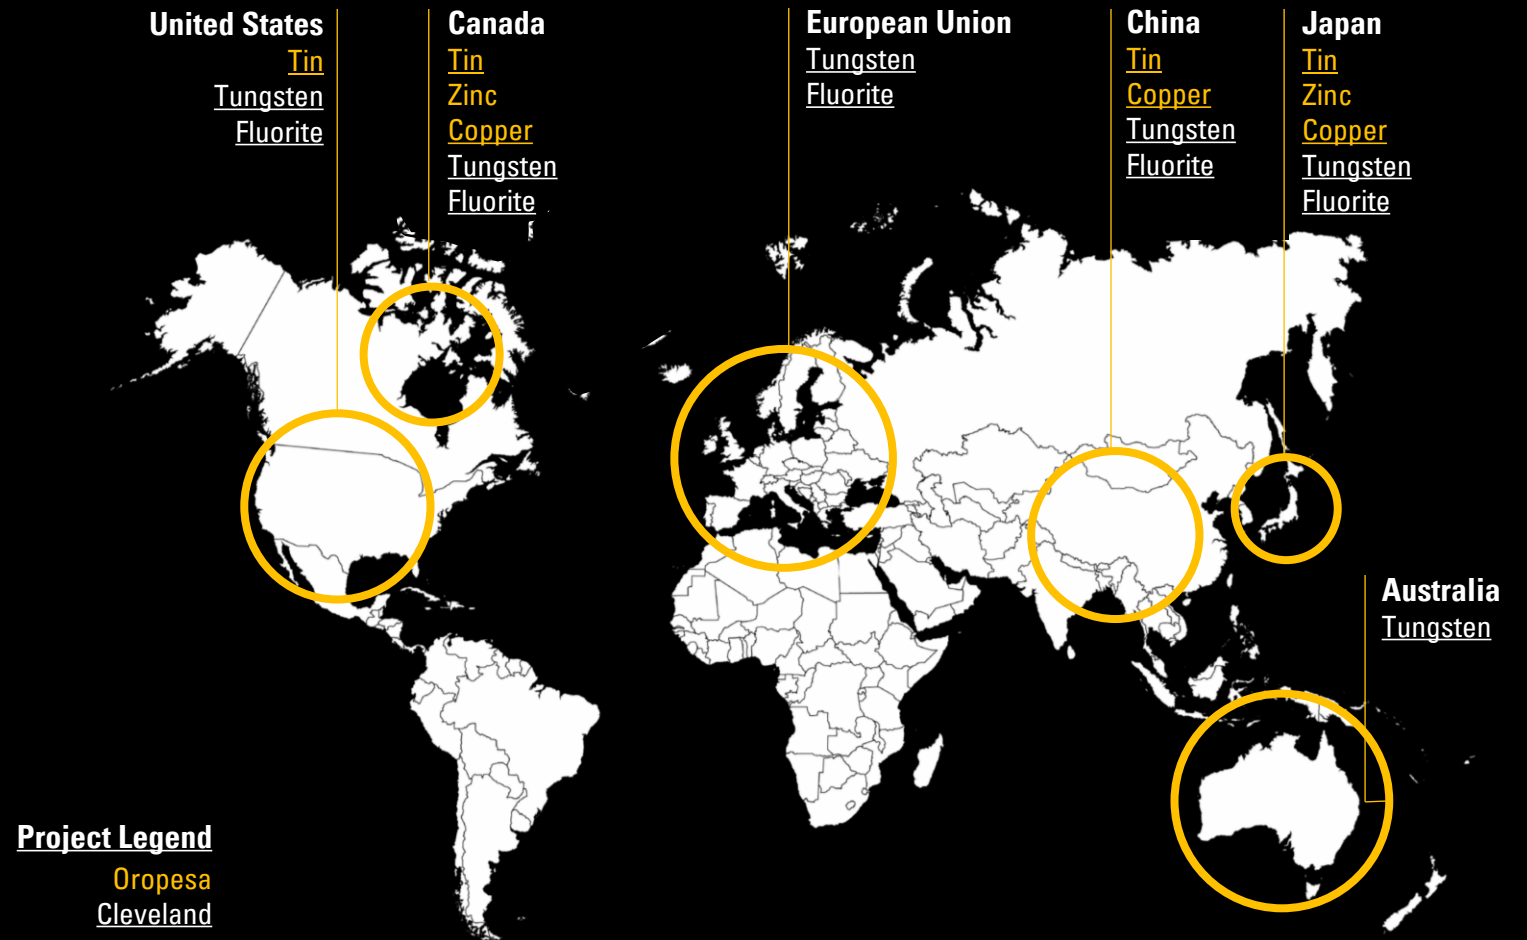 United States
Tin
Tungsten
Fluorite
Canada
Tin
Zinc
Copper
Tungsten
Fluorite
European Union
Tungsten
Fluorite
China
Tin
Copper
Tungsten
Fluorite
Japan
Tin
Zinc
Copper
Tungsten
Fluorite
Australia
Tungsten
Project Legend
Oropesa
Cleveland